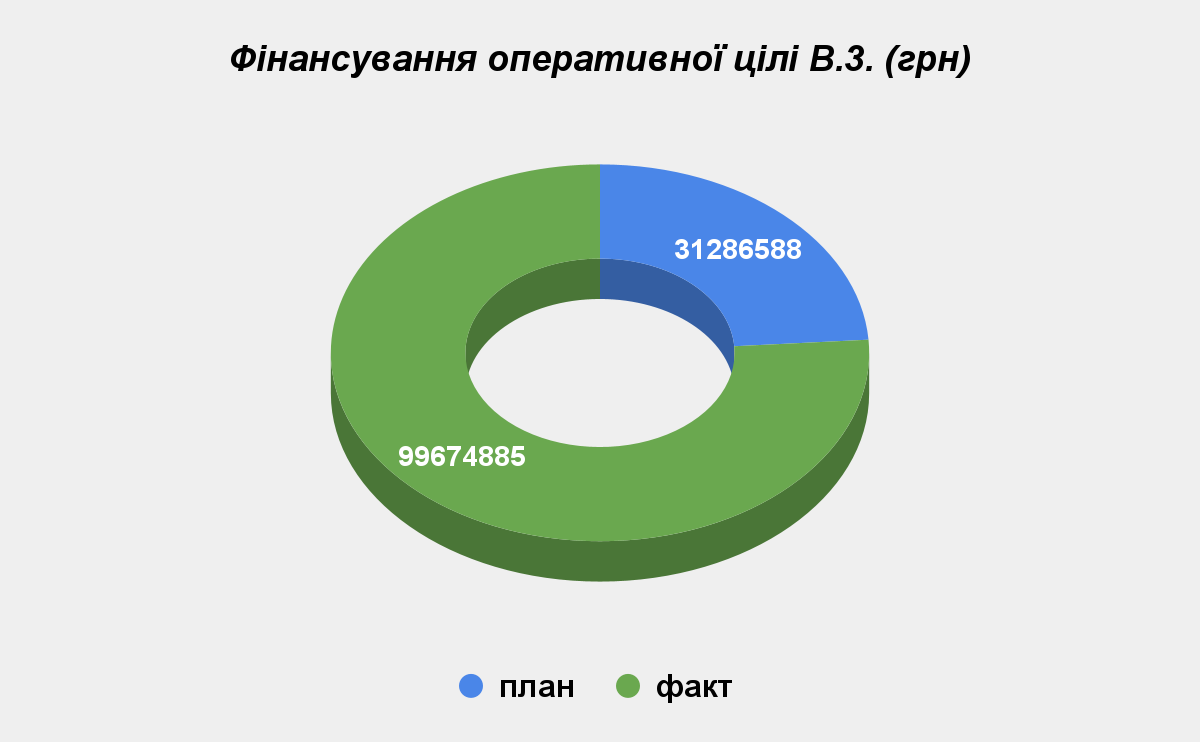 Фінансування оперативної цілі В.3. (грн)
31286588
99674885
план
факт